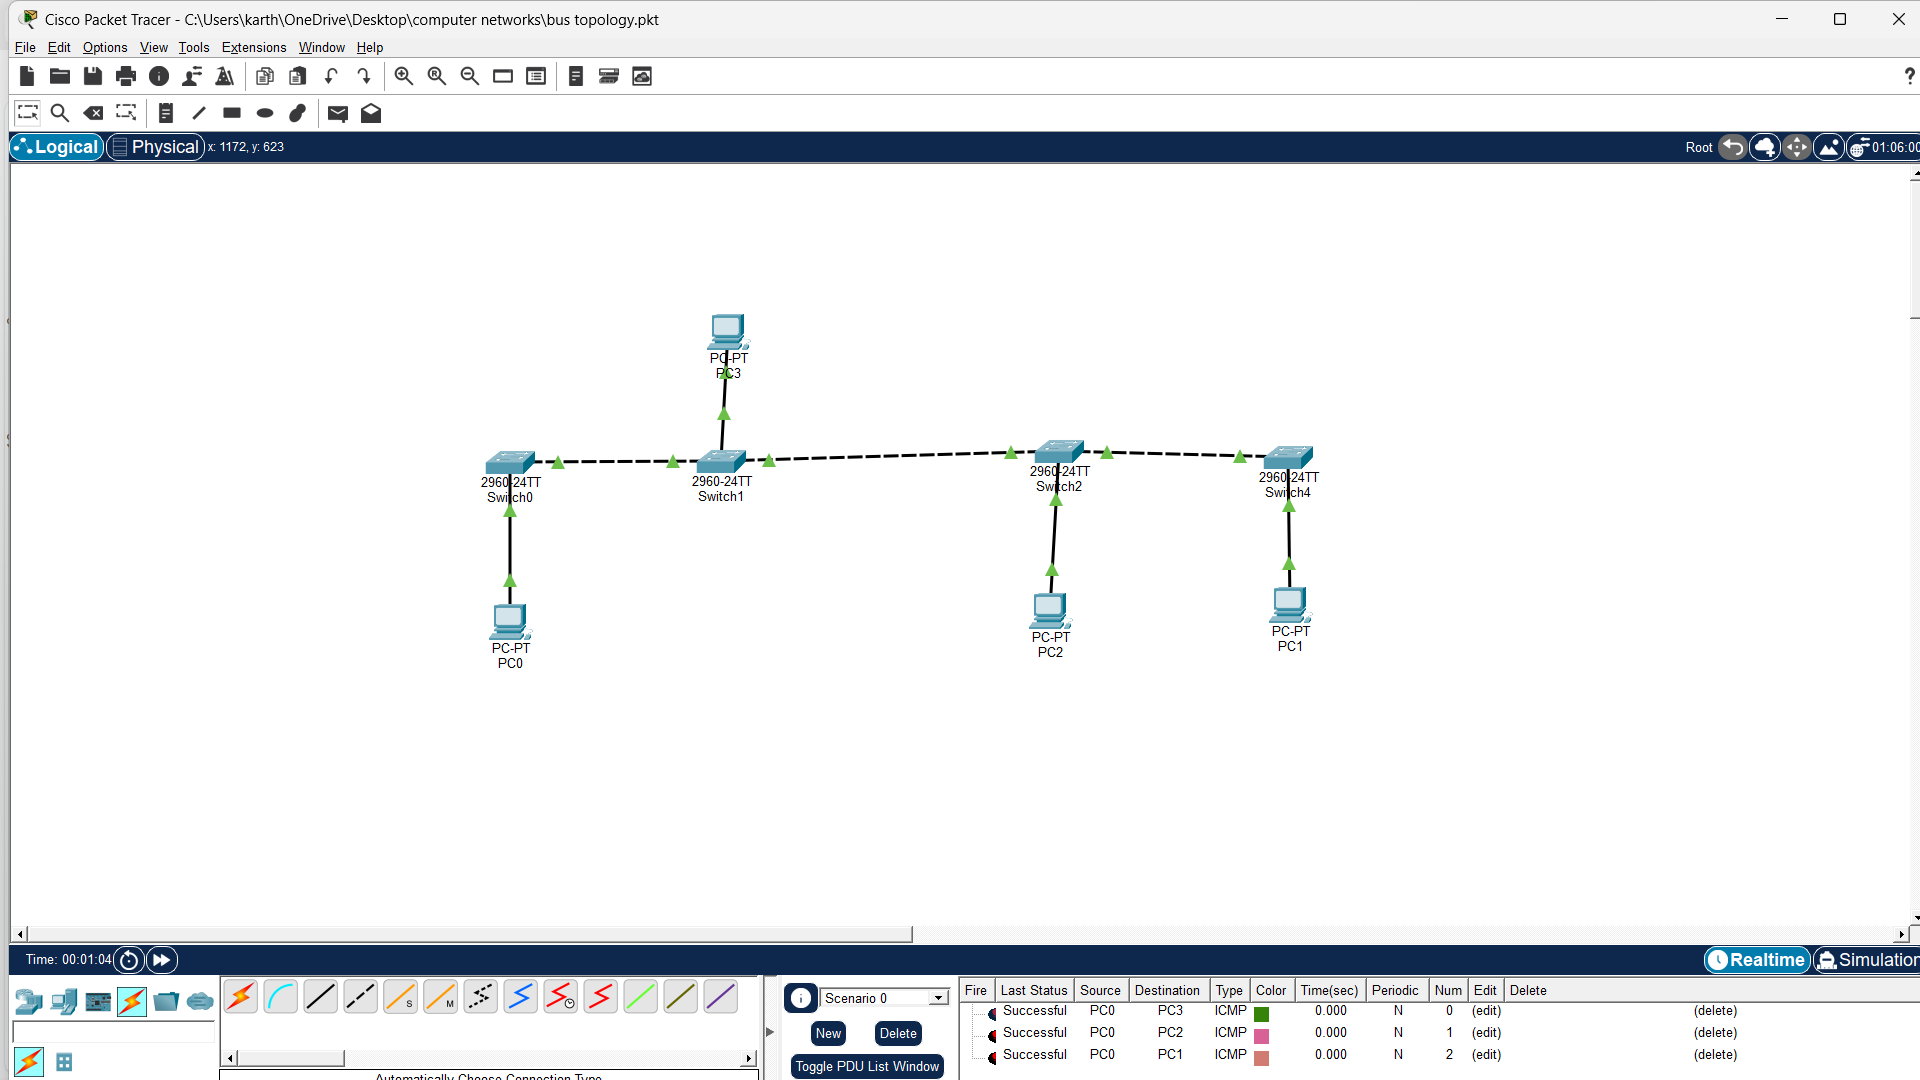 Cisco Packet Tracer - C:\Users\karth\OneDrive\Desktop\computer networks\bus topology.pkt
File Edit Options View Tools Extensions Window Help
?
Logical Physical x: 1172, y: 623 Root 01:06:00
PC-PT
PC3
2960-24TT
Switch0
2960-24TT
Switch1
2960-24TT
Switch2
2960-24TT
Switch4
PC-PT
PC0
PC-PT
PC2
PC-PT
PC1
Time: 00:01:04 Realtime Simulation
S M
Automatically Choose Connection Type
Scenario 0
New Delete
Toggle PDU List Window
Fire Last Status Source Destination Type Color Time(sec) Periodic Num Edit Delete
Successful PC0 PC3 ICMP 0.000 N 0 (edit) (delete)
Successful PC0 PC2 ICMP 0.000 N 1 (edit) (delete)
Successful PC0 PC1 ICMP 0.000 N 2 (edit) (delete)